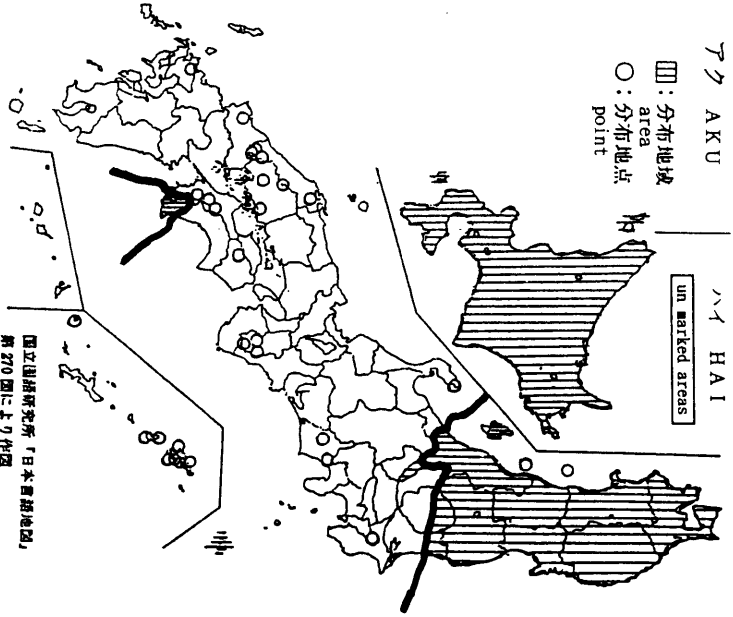 アク AKU
▥：分布地域
area
○：分布地点
point
ハイ HAI
un marked areas
国立国語研究所『日本言語地図』
第270図により作図